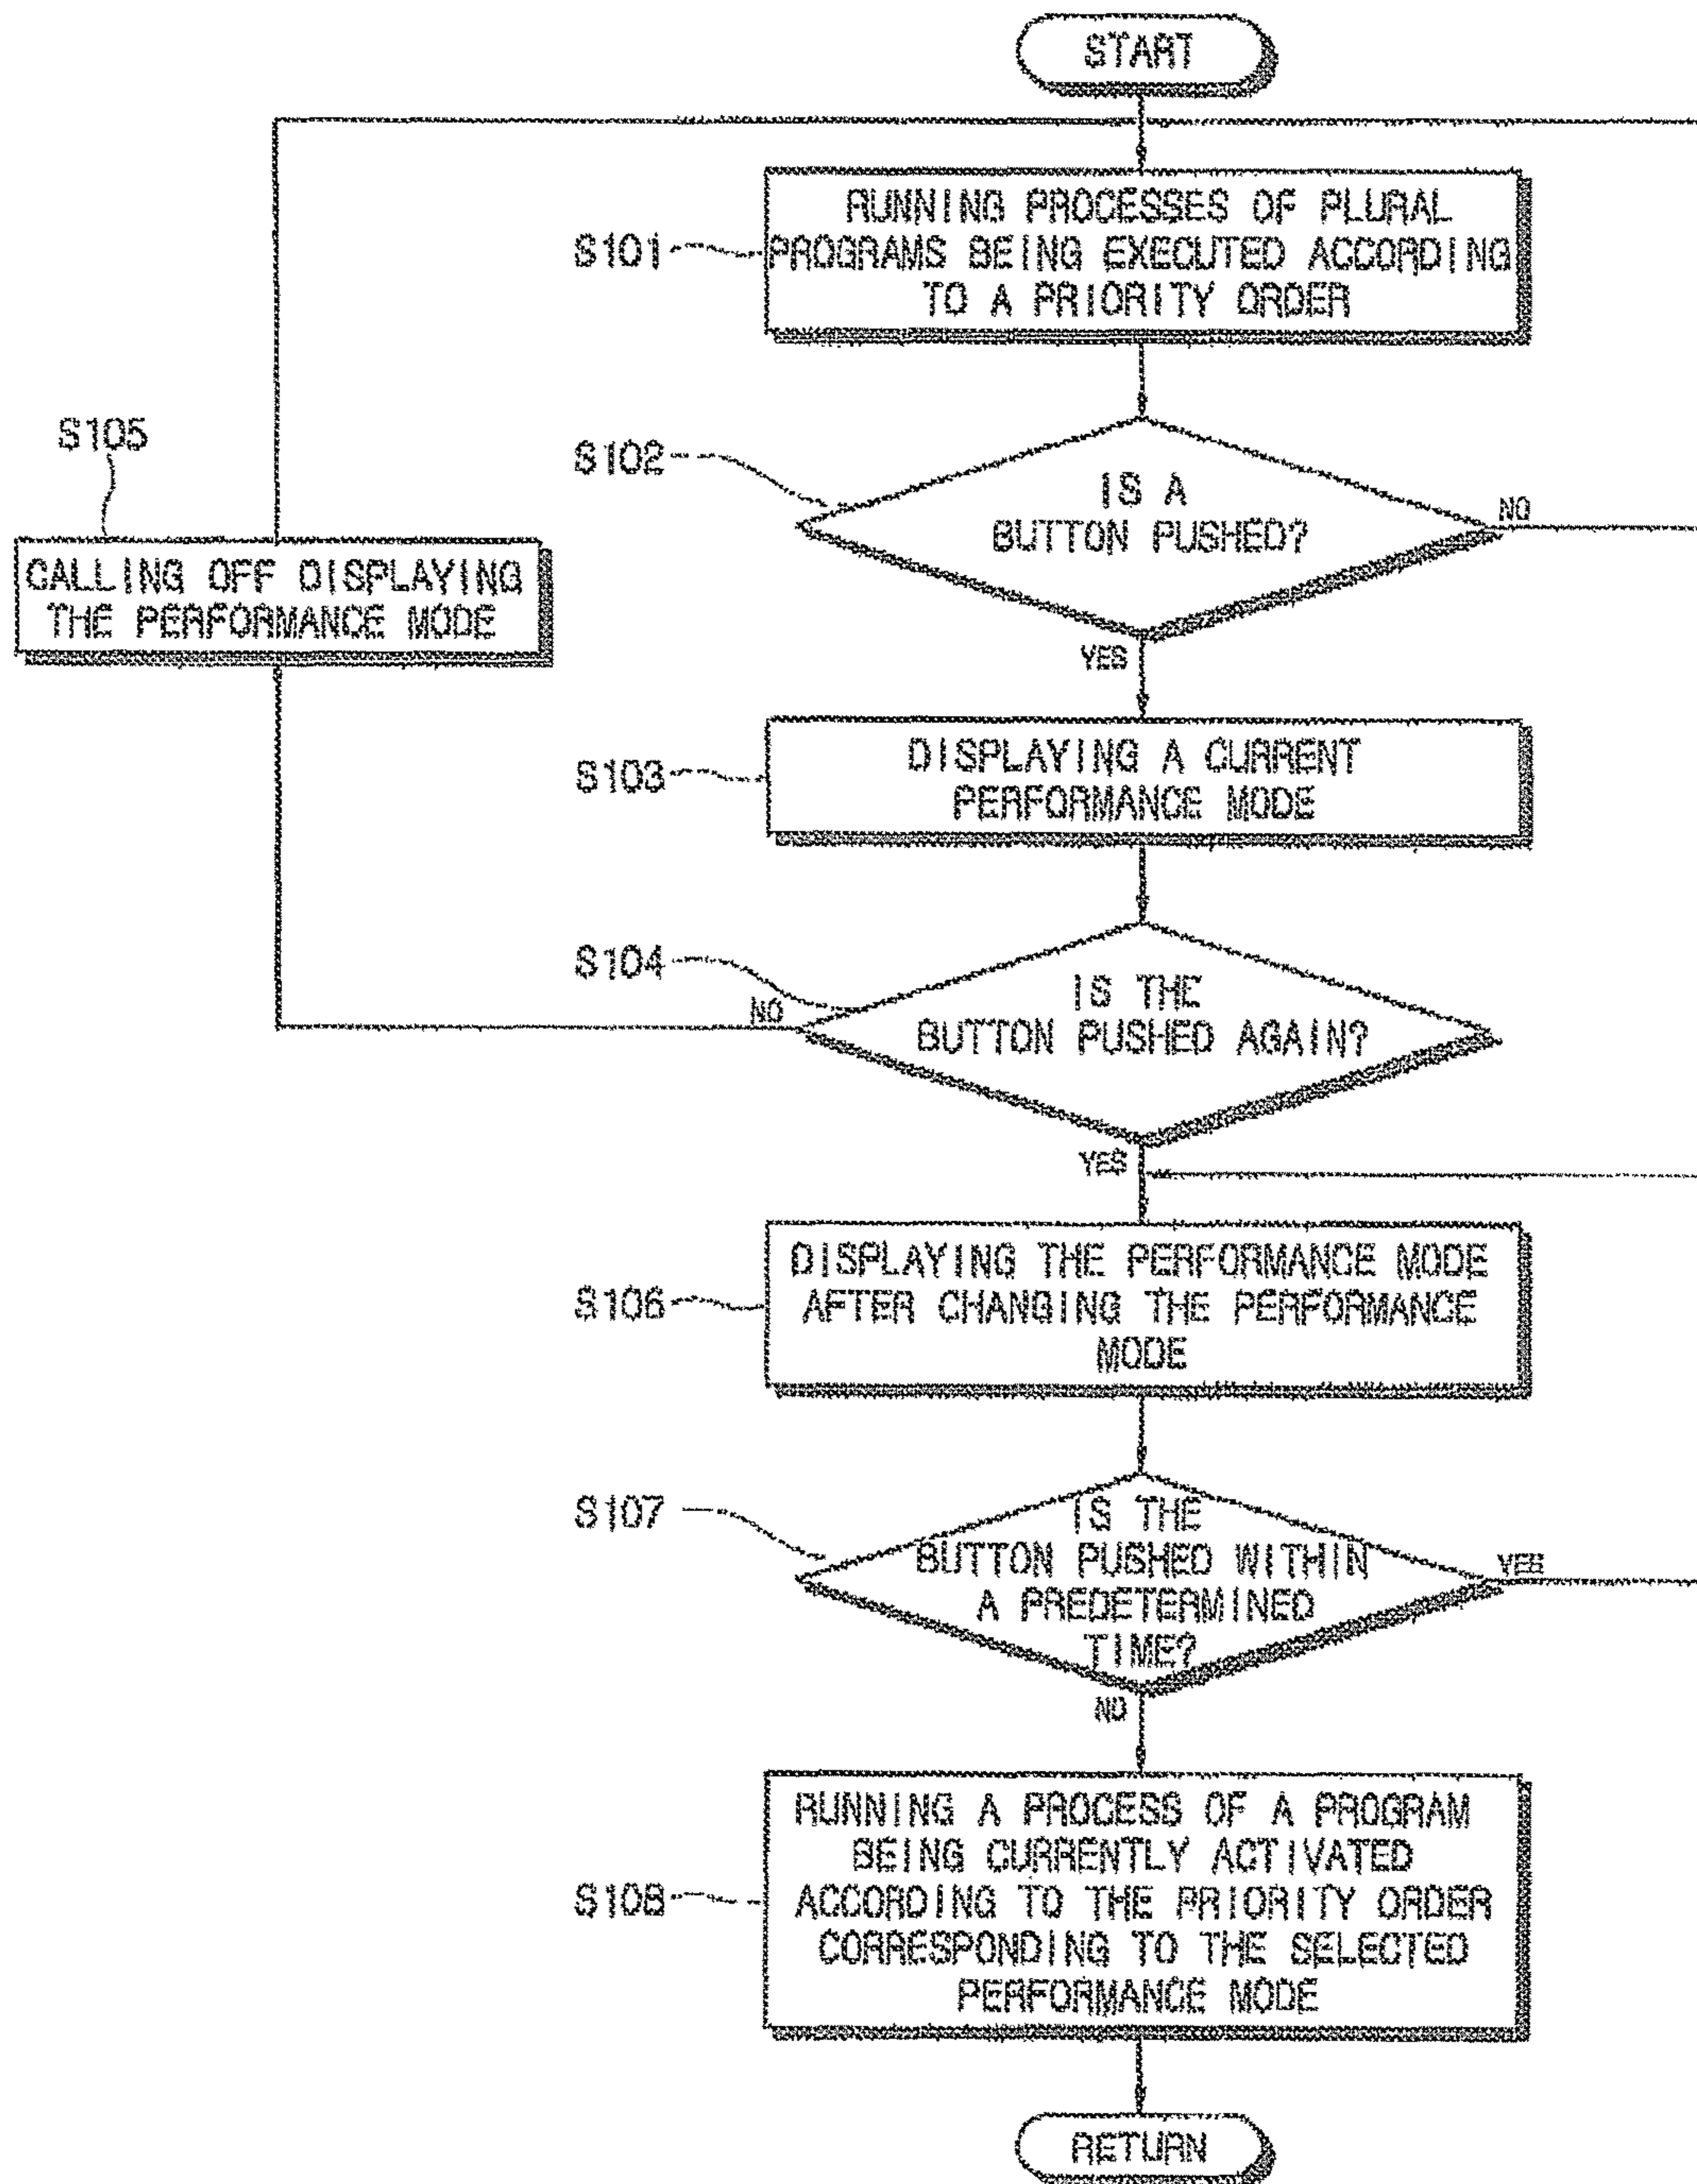 START
S101
RUNNING PROCESSES OF PLURAL
PROGRAMS BEING EXECUTED ACCORDING
TO A PRIORITY ORDER
S102
IS A
BUTTON PUSHED?
NO
YES
S105
CALLING OFF DISPLAYING
THE PERFORMANCE MODE
S103
DISPLAYING A CURRENT
PERFORMANCE MODE
S104
IS THE
BUTTON PUSHED AGAIN?
NO
YES
S106
DISPLAYING THE PERFORMANCE MODE
AFTER CHANGING THE PERFORMANCE
MODE
S107
IS THE
BUTTON PUSHED WITHIN
A PREDETERMINED
TIME?
YES
NO
S108
RUNNING A PROCESS OF A PROGRAM
BEING CURRENTLY ACTIVATED
ACCORDING TO THE PRIORITY ORDER
CORRESPONDING TO THE SELECTED
PERFORMANCE MODE
RETURN